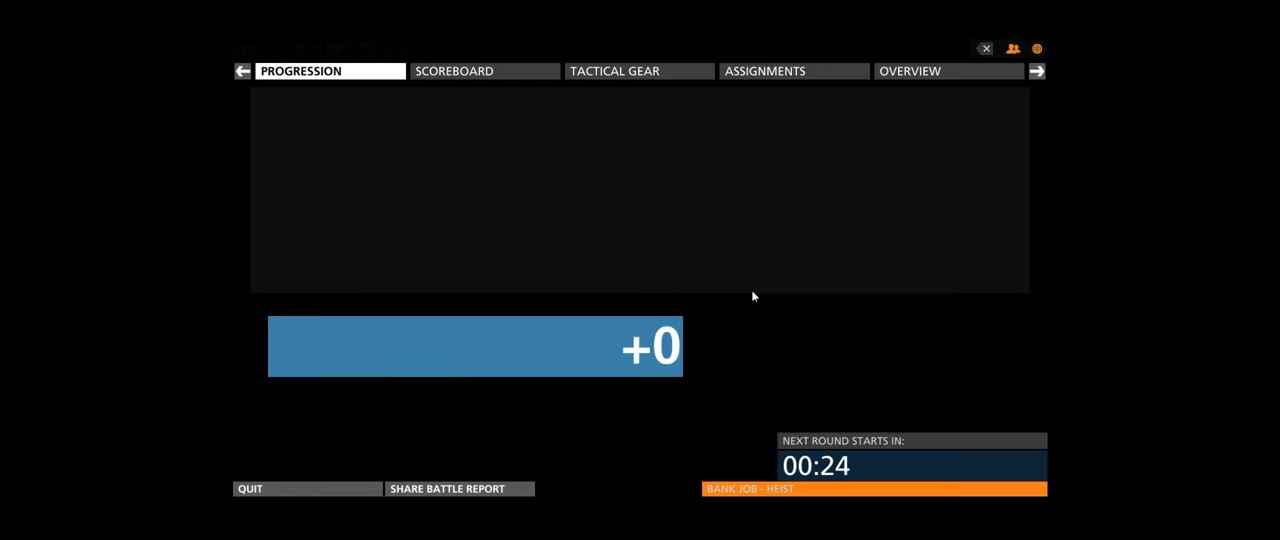 PROGRESSION
SCOREBOARD
TACTICAL GEAR
ASSIGNMENTS
OVERVIEW
+0
NEXT ROUND STARTS IN:
00:24
QUIT
SHARE BATTLE REPORT
BANK JOB - HEIST